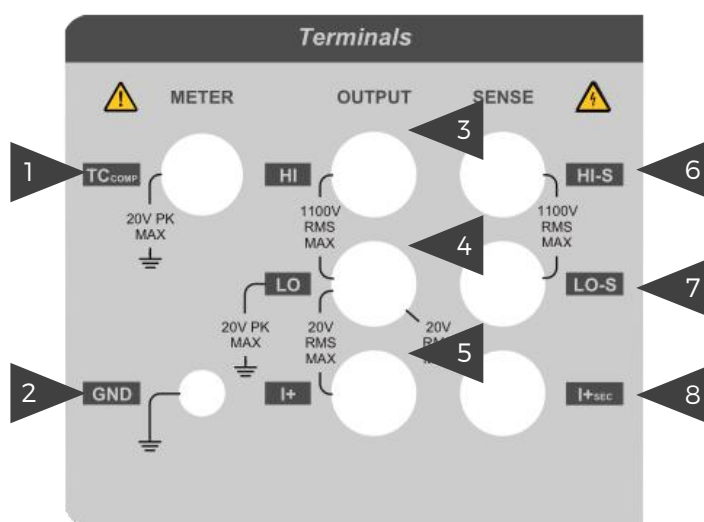 Terminals
METER OUTPUT SENSE
3
1 TCCOMP HI HI-S 6
20V PK
MAX
1100V
RMS
MAX
1100V
RMS
MAX
4
LO LO-S 7
20V PK
MAX
20V
RMS
MAX
20V
5
2 GND I+ I+SEC 8